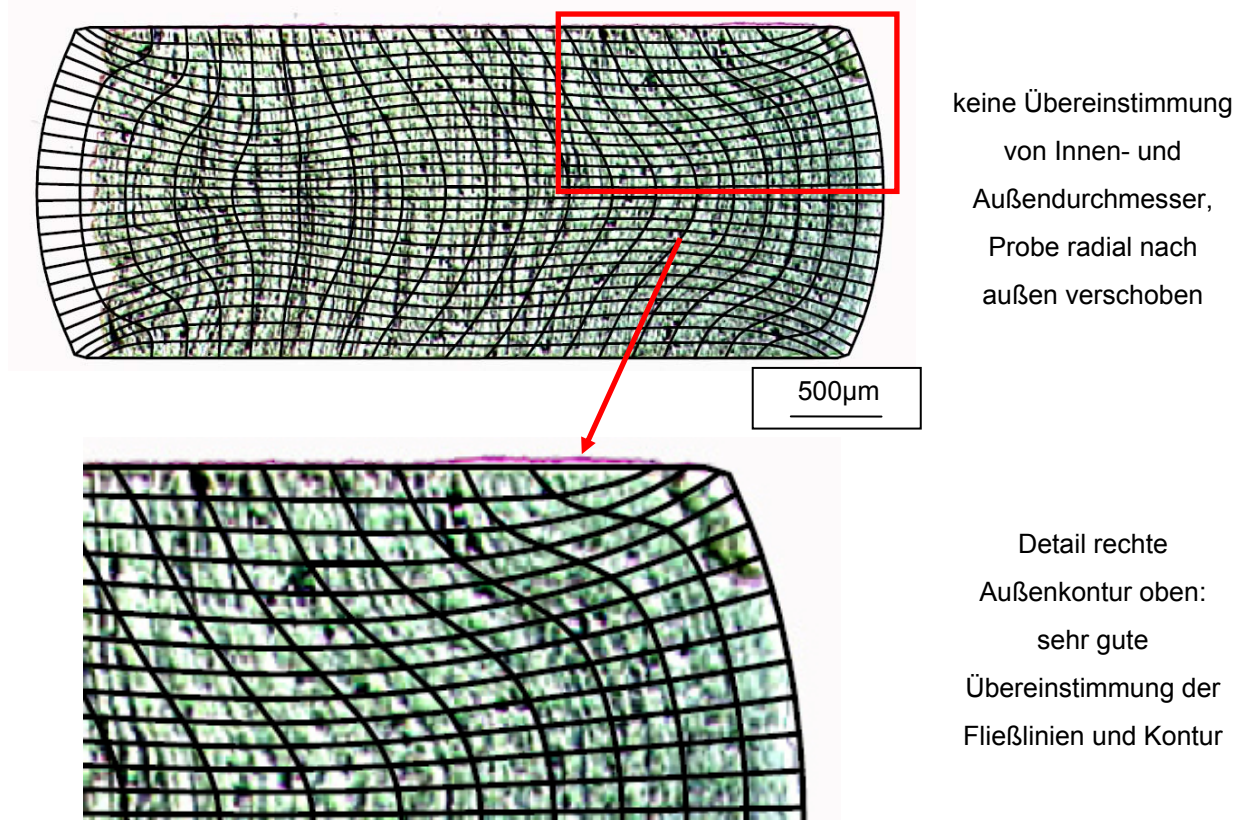 keine Übereinstimmung
von Innen- und
Außendurchmesser,
Probe radial nach
außen verschoben
500µm
Detail rechte
Außenkontur oben:
sehr gute
Übereinstimmung der
Fließlinien und Kontur